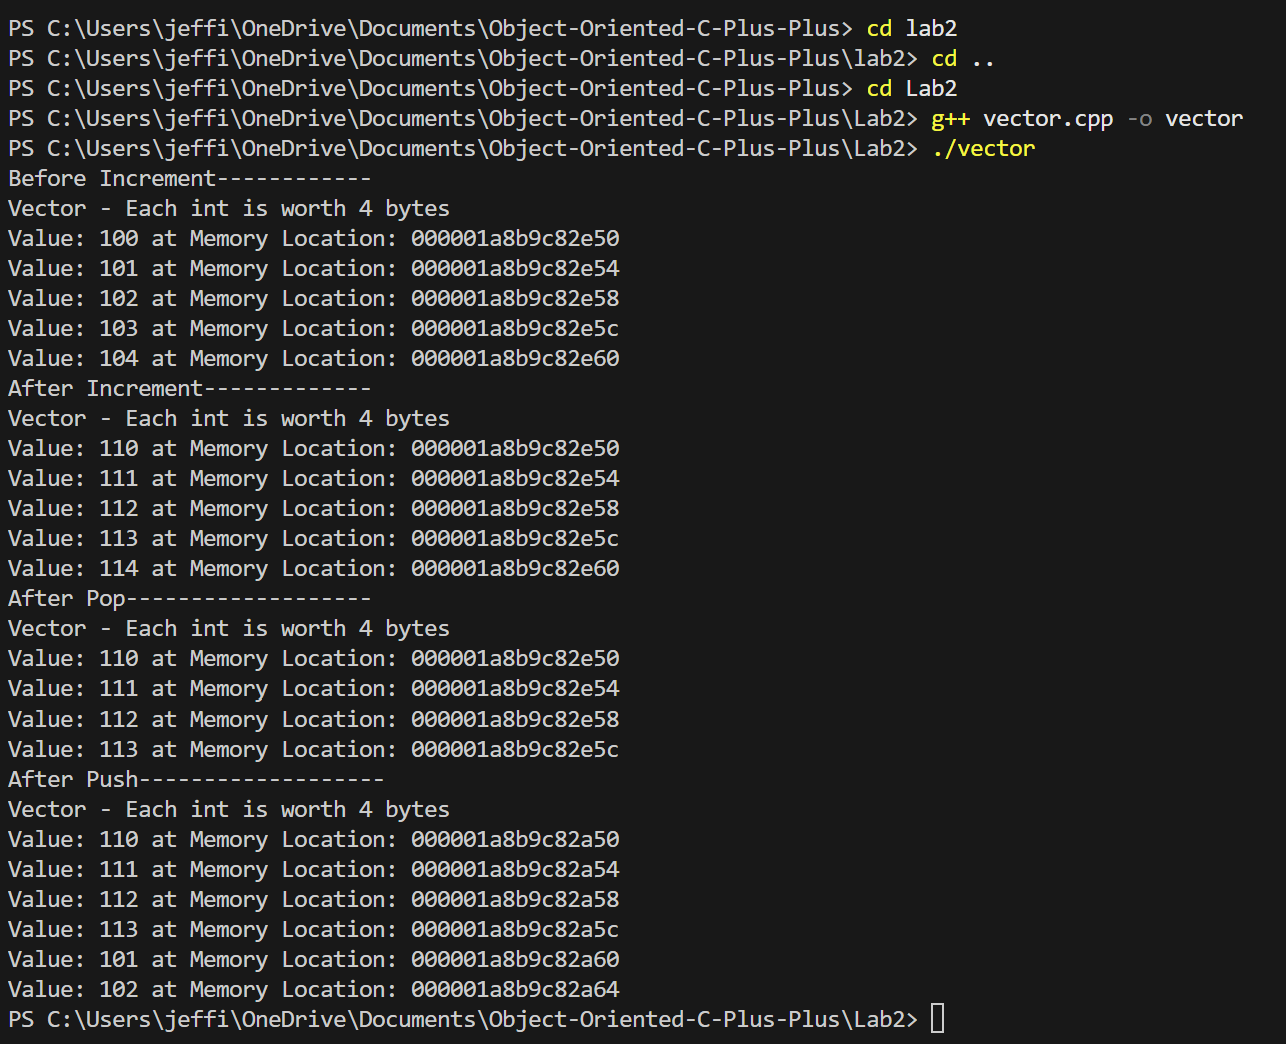 PS C:\Users\jeffi\OneDrive\Documents\Object-Oriented-C-Plus-Plus> cd lab2
PS C:\Users\jeffi\OneDrive\Documents\Object-Oriented-C-Plus-Plus\lab2> cd ..
PS C:\Users\jeffi\OneDrive\Documents\Object-Oriented-C-Plus-Plus> cd Lab2
PS C:\Users\jeffi\OneDrive\Documents\Object-Oriented-C-Plus-Plus\Lab2> g++ vector.cpp -o vector
PS C:\Users\jeffi\OneDrive\Documents\Object-Oriented-C-Plus-Plus\Lab2> ./vector
Before Increment------------
Vector - Each int is worth 4 bytes
Value: 100 at Memory Location: 000001a8b9c82e50
Value: 101 at Memory Location: 000001a8b9c82e54
Value: 102 at Memory Location: 000001a8b9c82e58
Value: 103 at Memory Location: 000001a8b9c82e5c
Value: 104 at Memory Location: 000001a8b9c82e60
After Increment-------------
Vector - Each int is worth 4 bytes
Value: 110 at Memory Location: 000001a8b9c82e50
Value: 111 at Memory Location: 000001a8b9c82e54
Value: 112 at Memory Location: 000001a8b9c82e58
Value: 113 at Memory Location: 000001a8b9c82e5c
Value: 114 at Memory Location: 000001a8b9c82e60
After Pop-------------------
Vector - Each int is worth 4 bytes
Value: 110 at Memory Location: 000001a8b9c82e50
Value: 111 at Memory Location: 000001a8b9c82e54
Value: 112 at Memory Location: 000001a8b9c82e58
Value: 113 at Memory Location: 000001a8b9c82e5c
After Push-------------------
Vector - Each int is worth 4 bytes
Value: 110 at Memory Location: 000001a8b9c82a50
Value: 111 at Memory Location: 000001a8b9c82a54
Value: 112 at Memory Location: 000001a8b9c82a58
Value: 113 at Memory Location: 000001a8b9c82a5c
Value: 101 at Memory Location: 000001a8b9c82a60
Value: 102 at Memory Location: 000001a8b9c82a64
PS C:\Users\jeffi\OneDrive\Documents\Object-Oriented-C-Plus-Plus\Lab2>